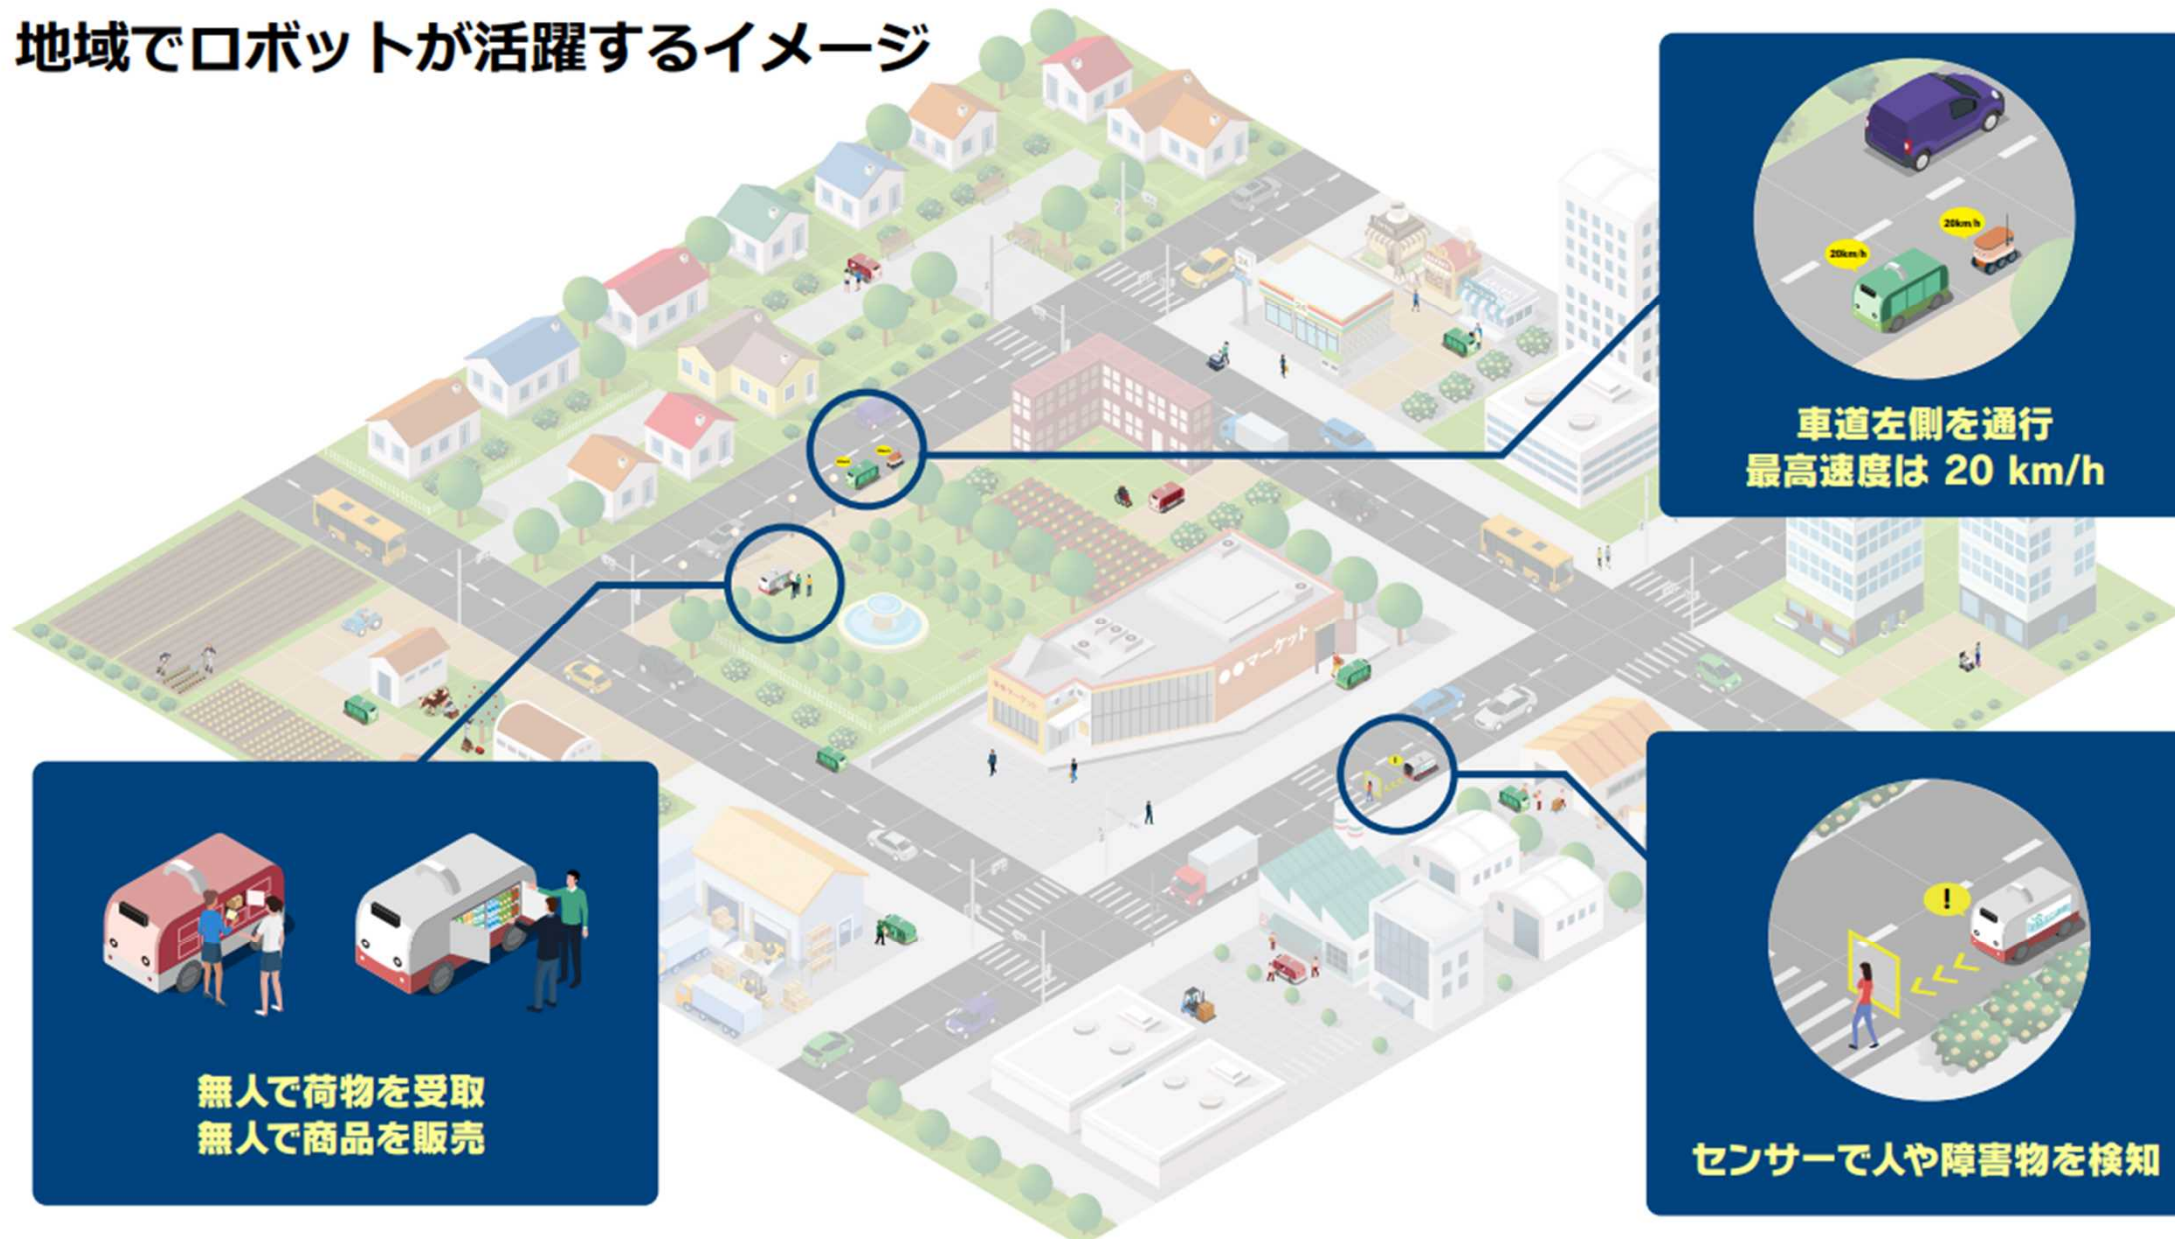 地域でロボットが活躍するイメージ
20km/h
20km/h
車道左側を通行
最高速度は 20 km/h
●●マーケット
!
無人で荷物を受取
無人で商品を販売
!
センサーで人や障害物を検知